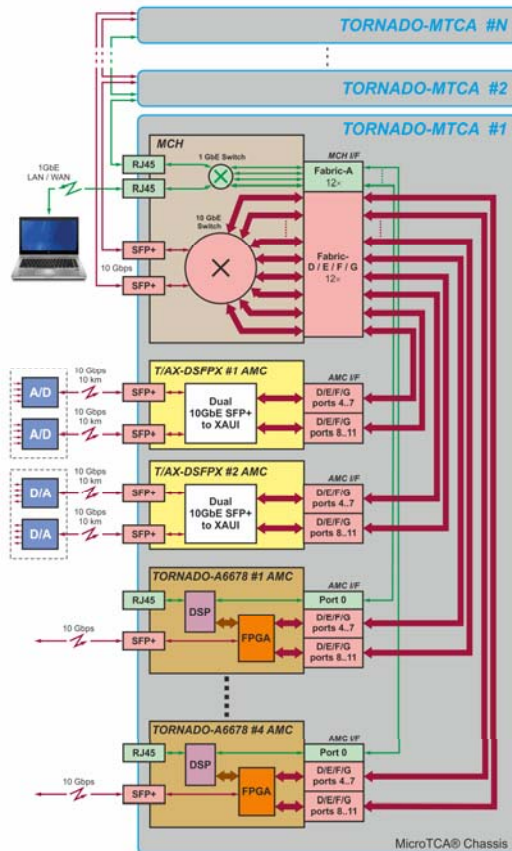 TORNADO-MTCA #N
TORNADO-MTCA #2
TORNADO-MTCA #1
MCH
1 GbE Switch
MCH I/F
RJ45
Fabric-A
12×
1GbE
LAN / WAN
RJ45
10 GbE
Switch
SFP+
10 Gbps
Fabric-
D / E / F / G
12×
SFP+
T/AX-DSFPX #1 AMC
AMC I/F
10 Gbps
10 km
A/D
SFP+
Dual
10GbE SFP+
to XAUI
D/E/F/G
ports 4..7
10 Gbps
10 km
A/D
SFP+
D/E/F/G
ports 8..11
T/AX-DSFPX #2 AMC
AMC I/F
10 Gbps
10 km
D/A
SFP+
Dual
10GbE SFP+
to XAUI
D/E/F/G
ports 4..7
10 Gbps
10 km
D/A
SFP+
D/E/F/G
ports 8..11
TORNADO-A6678 #1 AMC
AMC I/F
RJ45
DSP
Port 0
10 Gbps
SFP+
FPGA
D/E/F/G
ports 4..7
D/E/F/G
ports 8..11
TORNADO-A6678 #4 AMC
AMC I/F
RJ45
DSP
Port 0
10 Gbps
SFP+
FPGA
D/E/F/G
ports 4..7
D/E/F/G
ports 8..11
MicroTCA® Chassis